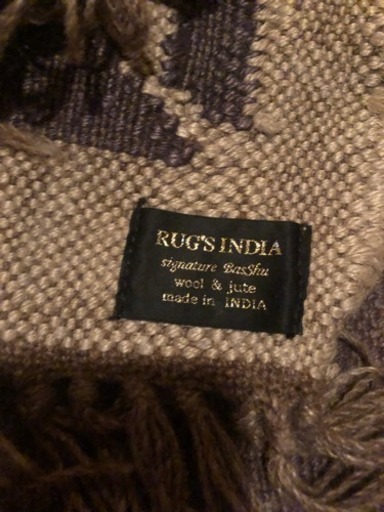 RUG'S INDIA
signature BasShu
wool & jute
made in INDIA